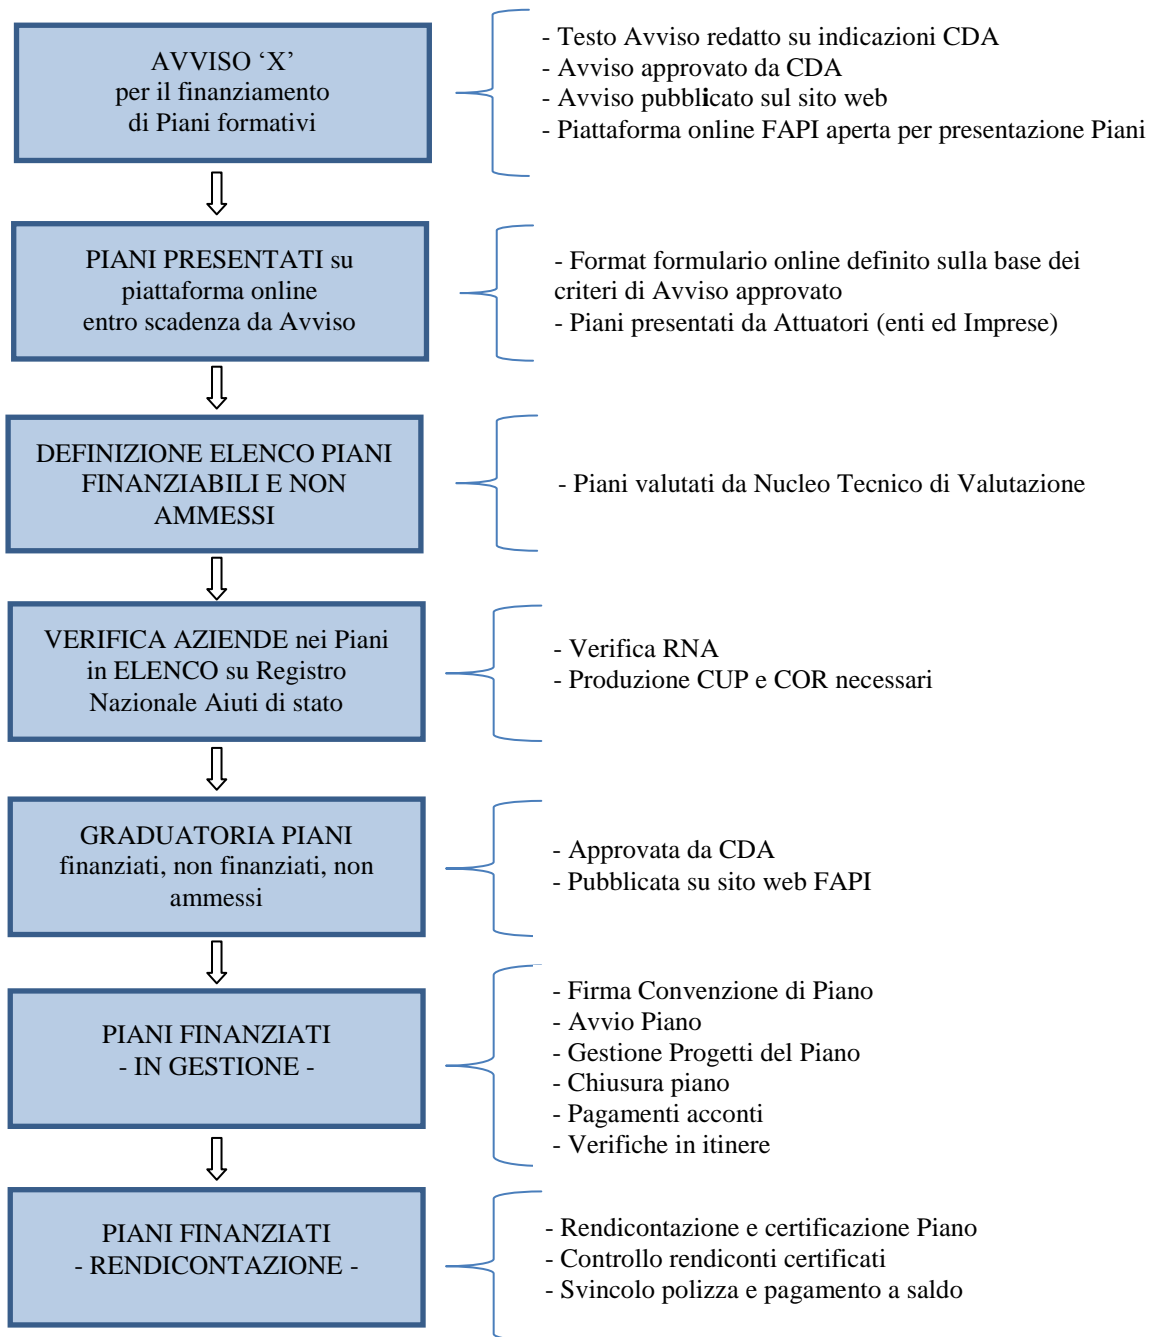 AVVISO ‘X’
per il finanziamento
di Piani formativi
- Testo Avviso redatto su indicazioni CDA
- Avviso approvato da CDA
- Avviso pubblicato sul sito web
- Piattaforma online FAPI aperta per presentazione Piani
PIANI PRESENTATI su
piattaforma online
entro scadenza da Avviso
- Format formulario online definito sulla base dei
criteri di Avviso approvato
- Piani presentati da Attuatori (enti ed Imprese)
DEFINIZIONE ELENCO PIANI
FINANZIABILI E NON
AMMESSI
- Piani valutati da Nucleo Tecnico di Valutazione
VERIFICA AZIENDE nei Piani
in ELENCO su Registro
Nazionale Aiuti di stato
- Verifica RNA
- Produzione CUP e COR necessari
GRADUATORIA PIANI
finanziati, non finanziati, non
ammessi
- Approvata da CDA
- Pubblicata su sito web FAPI
PIANI FINANZIATI
- IN GESTIONE -
- Firma Convenzione di Piano
- Avvio Piano
- Gestione Progetti del Piano
- Chiusura piano
- Pagamenti acconti
- Verifiche in itinere
PIANI FINANZIATI
- RENDICONTAZIONE -
- Rendicontazione e certificazione Piano
- Controllo rendiconti certificati
- Svincolo polizza e pagamento a saldo